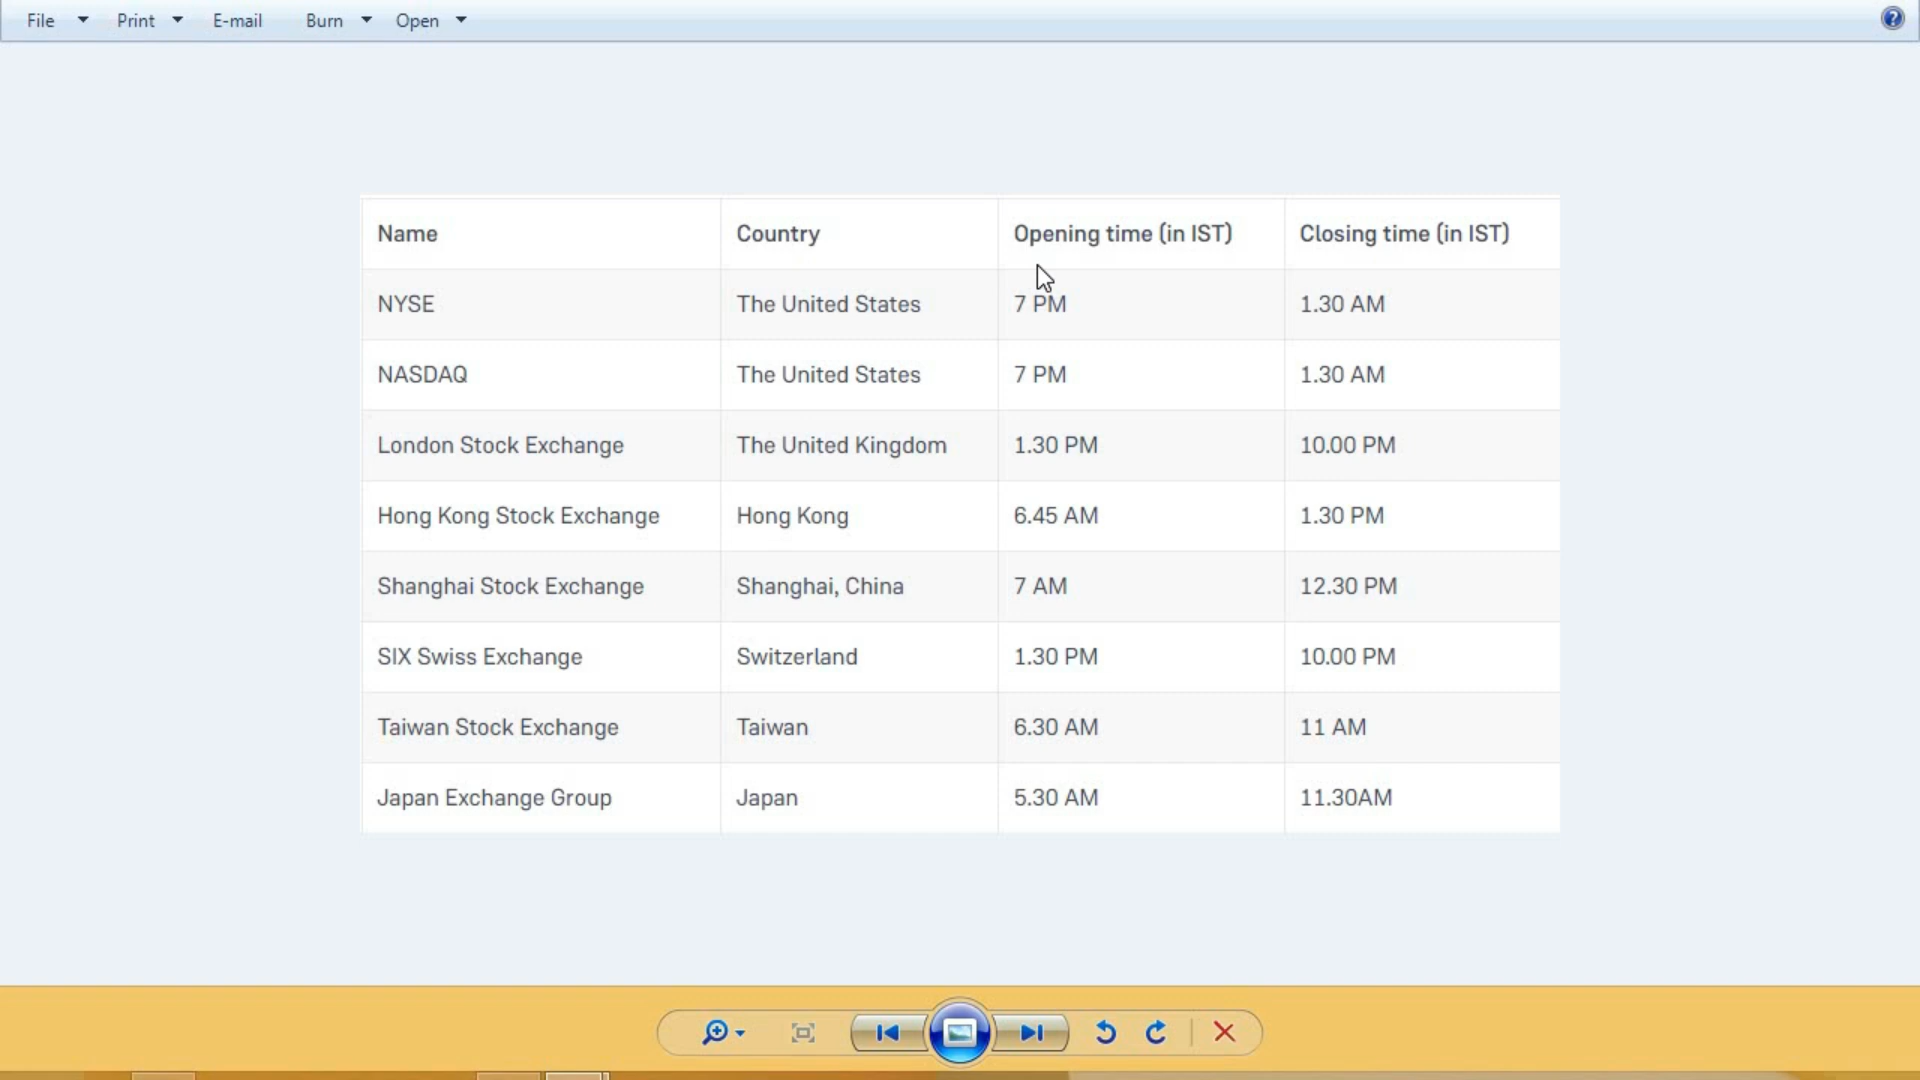 File Print E-mail Burn Open
Name Country Opening time (in IST) Closing time (in IST)
NYSE The United States 7 PM 1.30 AM
NASDAQ The United States 7 PM 1.30 AM
London Stock Exchange The United Kingdom 1.30 PM 10.00 PM
Hong Kong Stock Exchange Hong Kong 6.45 AM 1.30 PM
Shanghai Stock Exchange Shanghai, China 7 AM 12.30 PM
SIX Swiss Exchange Switzerland 1.30 PM 10.00 PM
Taiwan Stock Exchange Taiwan 6.30 AM 11 AM
Japan Exchange Group Japan 5.30 AM 11.30AM